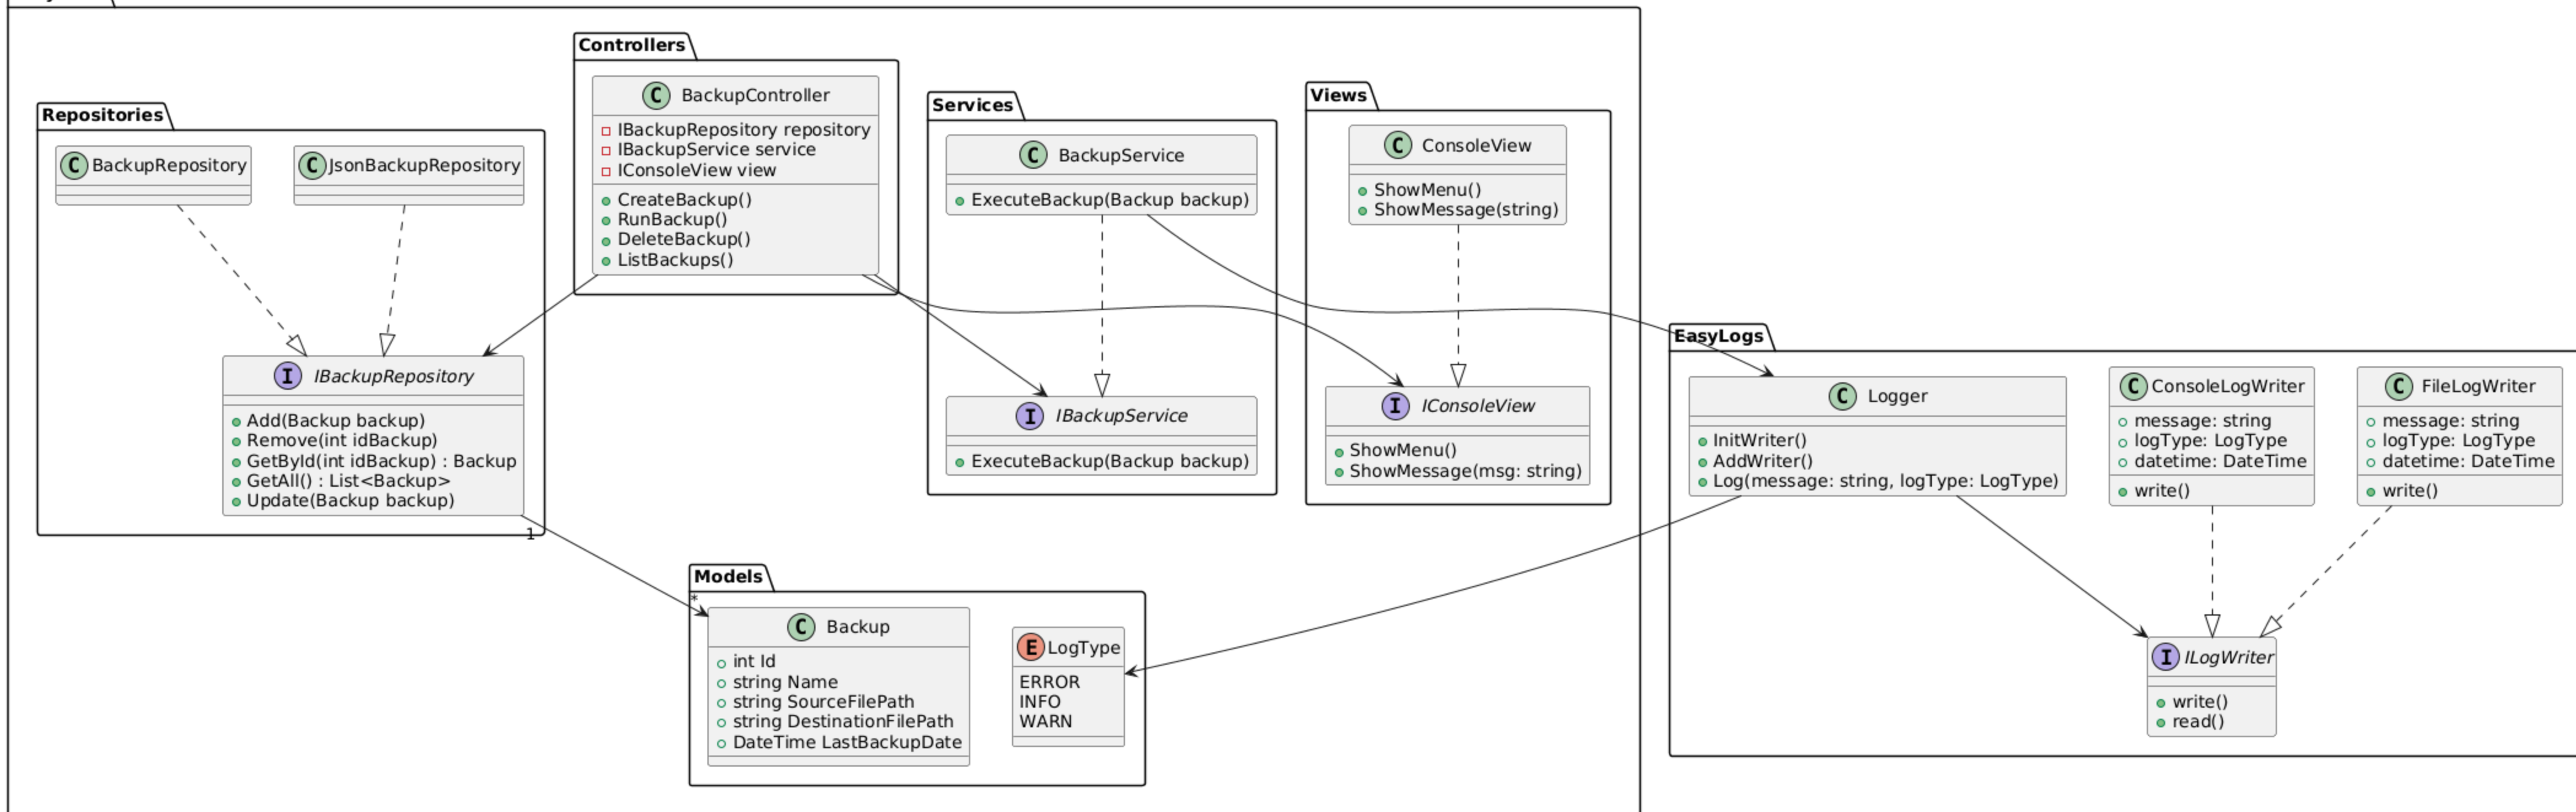 Controllers
C BackupController
IBackupRepository repository
IBackupService service
IConsoleView view
CreateBackup()
RunBackup()
DeleteBackup()
ListBackups()
Repositories
C BackupRepository
C JsonBackupRepository
I IBackupRepository
Add(Backup backup)
Remove(int idBackup)
GetById(int idBackup) : Backup
GetAll() : List<Backup>
Update(Backup backup)
1
Services
C BackupService
ExecuteBackup(Backup backup)
I IBackupService
ExecuteBackup(Backup backup)
Views
C ConsoleView
ShowMenu()
ShowMessage(string)
I IConsoleView
ShowMenu()
ShowMessage(msg: string)
EasyLogs
C Logger
InitWriter()
AddWriter()
Log(message: string, logType: LogType)
C ConsoleLogWriter
message: string
logType: LogType
datetime: DateTime
write()
C FileLogWriter
message: string
logType: LogType
datetime: DateTime
write()
I ILogWriter
write()
read()
Models
*
C Backup
int Id
string Name
string SourceFilePath
string DestinationFilePath
DateTime LastBackupDate
E LogType
ERROR
INFO
WARN